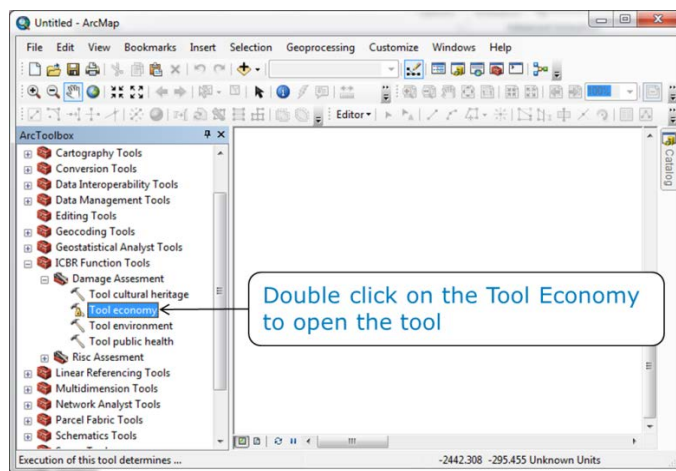 Untitled - ArcMap
File Edit View Bookmarks Insert Selection Geoprocessing Customize Windows Help
100%
Editor
ArcToolbox
Cartography Tools
Conversion Tools
Data Interoperability Tools
Data Management Tools
Editing Tools
Geocoding Tools
Geostatistical Analyst Tools
ICBR Function Tools
Damage Assesment
Tool cultural heritage
Tool economy
Tool environment
Tool public health
Risc Assesment
Linear Referencing Tools
Multidimension Tools
Network Analyst Tools
Parcel Fabric Tools
Schematics Tools
Catalog
Double click on the Tool Economy
to open the tool
Execution of this tool determines ...
-2442.308 -295.455 Unknown Units